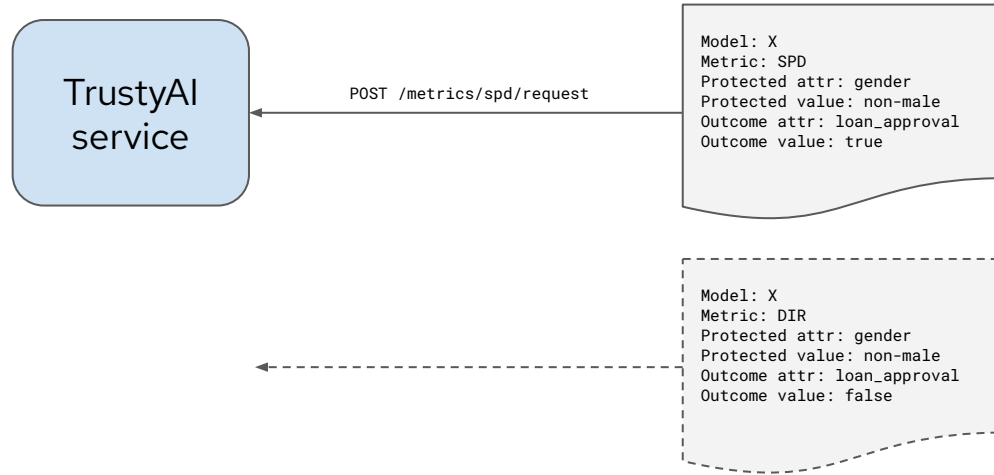 TrustyAI
service
POST /metrics/spd/request
Model: X
Metric: SPD
Protected attr: gender
Protected value: non-male
Outcome attr: loan_approval
Outcome value: true
Model: X
Metric: DIR
Protected attr: gender
Protected value: non-male
Outcome attr: loan_approval
Outcome value: false